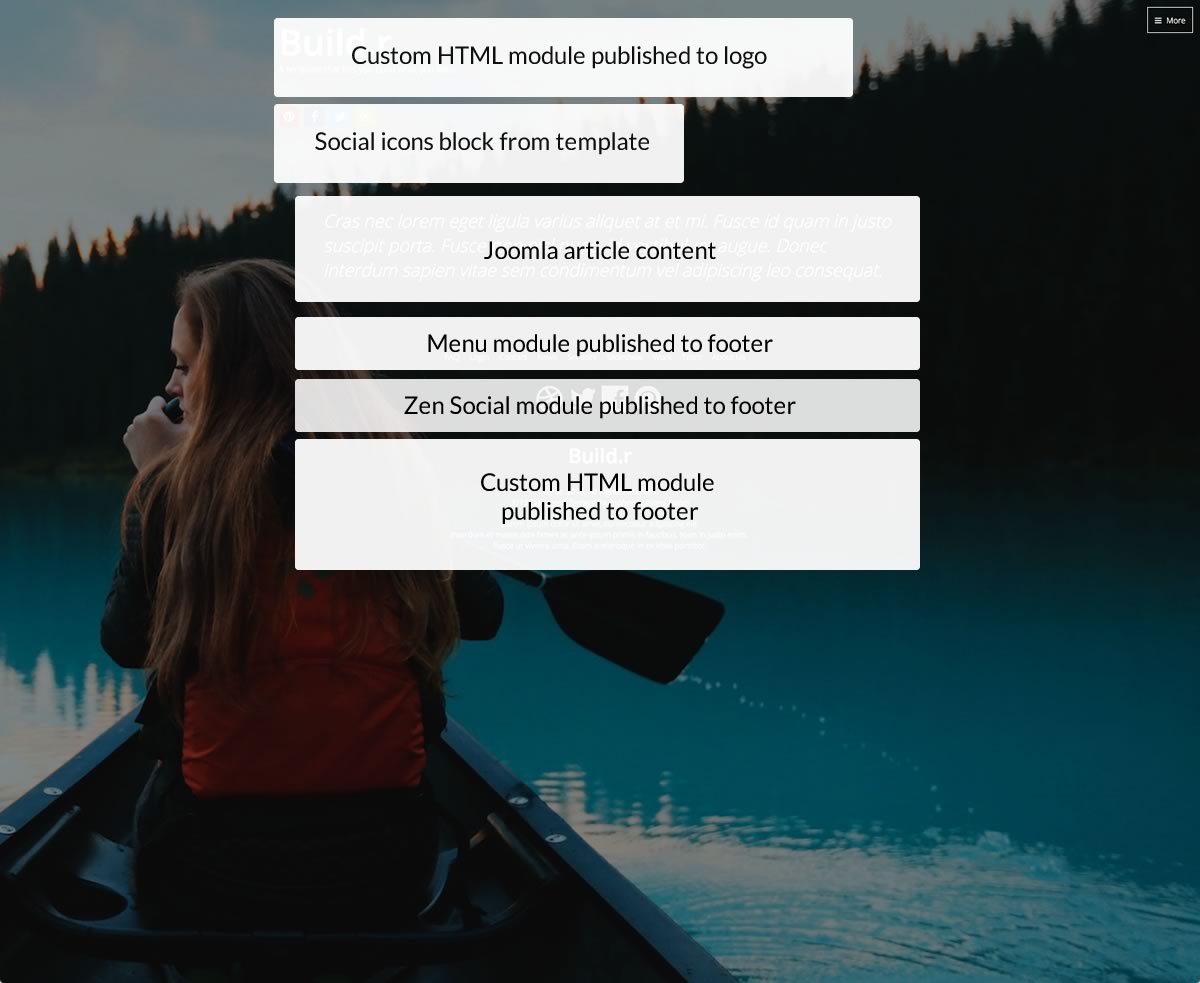 More
Build.r
Custom HTML module published to logo
Social icons block from template
Cras nec lorem eget ligula varius aliquet at et mi. Fusce id quam in justo
suscipit porta. Fusce augue. Donec
Joomla article content
interdum sapien vitae sem condimentum vel adipiscing leo consequat.
Menu module published to footer
Zen Social module published to footer
Build.r
Custom HTML module
published to footer